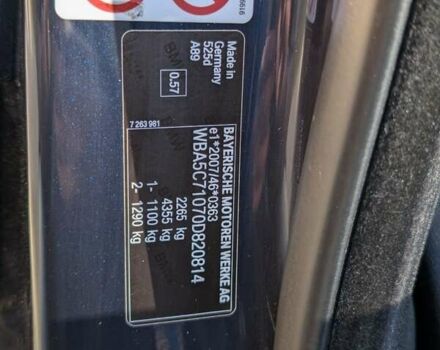 BAYERISCHE MOTOREN WERKE AG
e1*2007/46*0363
WBA5C71070D820814
2265 kg
4355 kg
1- 1100 kg
2- 1290 kg
Made in
Germany
525d
A89
0.57
7 263 981